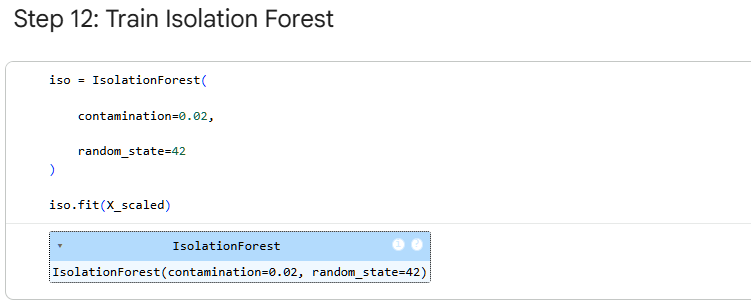 Step 12: Train Isolation Forest
iso = IsolationForest(
contamination=0.02,
random_state=42
)
iso.fit(X_scaled)
▾ IsolationForest i ?
IsolationForest(contamination=0.02, random_state=42)